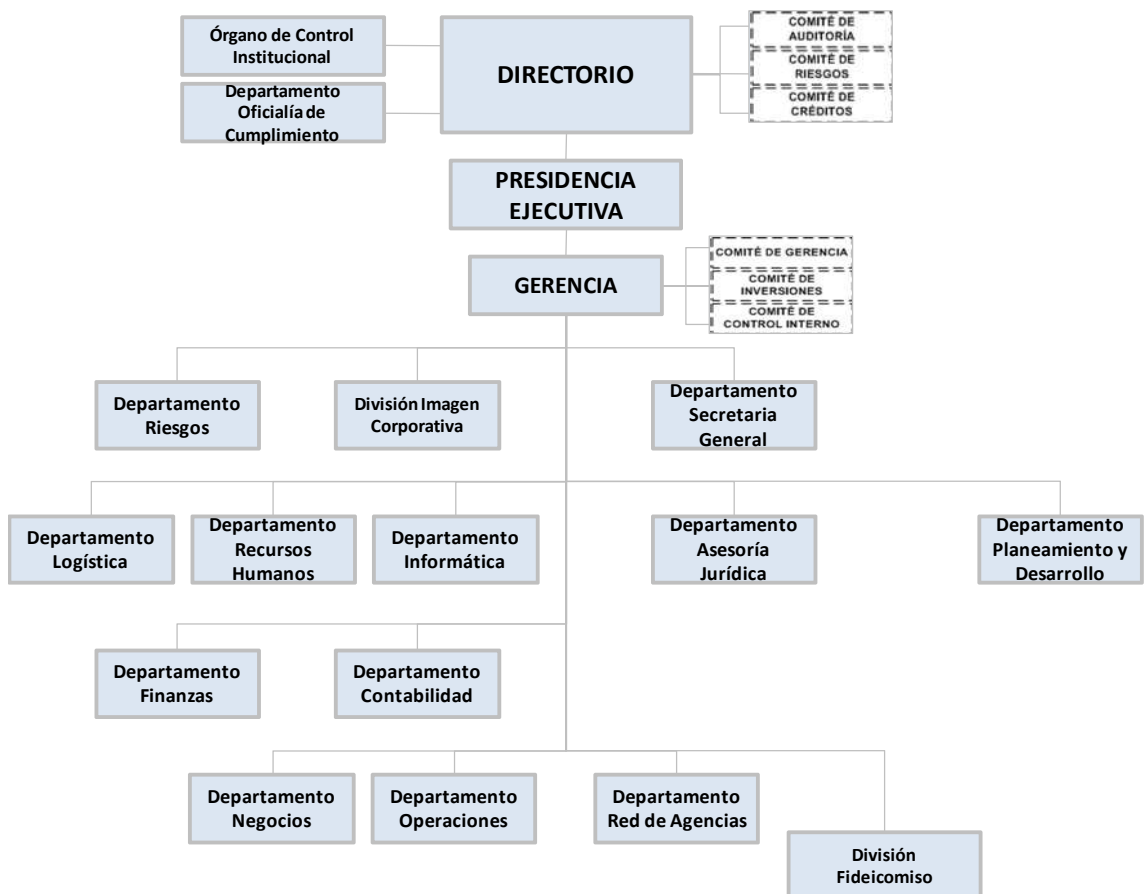 Órgano de Control
Institucional
Departamento
Oficialía de
Cumplimiento
DIRECTORIO
COMITÉ DE
AUDITORÍA
COMITÉ DE
RIESGOS
COMITÉ DE
CRÉDITOS
PRESIDENCIA
EJECUTIVA
GERENCIA
COMITÉ DE GERENCIA
COMITÉ DE
INVERSIONES
COMITÉ DE
CONTROL INTERNO
Departamento
Riesgos
División Imagen
Corporativa
Departamento
Secretaria
General
Departamento
Logística
Departamento
Recursos
Humanos
Departamento
Informática
Departamento
Asesoría
Jurídica
Departamento
Planeamiento y
Desarrollo
Departamento
Finanzas
Departamento
Contabilidad
Departamento
Negocios
Departamento
Operaciones
Departamento
Red de Agencias
División
Fideicomiso